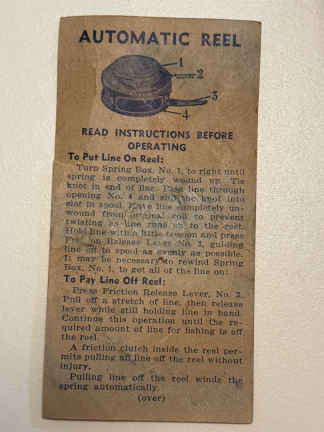 AUTOMATIC REEL
1
2
3
4
READ INSTRUCTIONS BEFORE
OPERATING
To Put Line On Reel:
Turn Spring Box, No. 1, to right until
spring is completely wound up. Tie
knot in end of line. Pass line through
opening No. 4 and slip the knot into
slot in spool. Have line completely un-
wound from original coil to prevent
twisting as line runs on to the reel.
Hold line with little tension and press
on Release Lever No. 3, guiding
line off to spool as evenly as possible.
It may be necessary to rewind Spring
Box, No. 1, to get all of the line on:
To Pay Line Off Reel:
Press Friction Release Lever, No. 2.
Pull off a stretch of line, then release
lever while still holding line in hand.
Continue this operation until the re-
quired amount of line for fishing is off
the reel.
A friction clutch inside the reel per-
mits pulling all line off the reel without
injury.
Pulling line off the reel winds the
spring automatically.
(over)